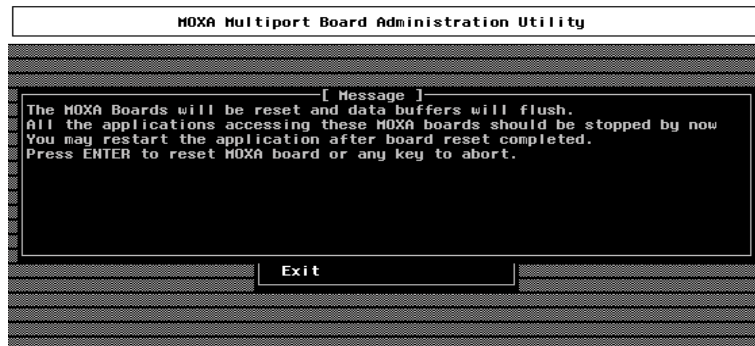 MOXA Multiport Board Administration Utility
[ Message ]
The MOXA Boards will be reset and data buffers will flush.
All the applications accessing these MOXA boards should be stopped by now
You may restart the application after board reset completed.
Press ENTER to reset MOXA board or any key to abort.
Exit